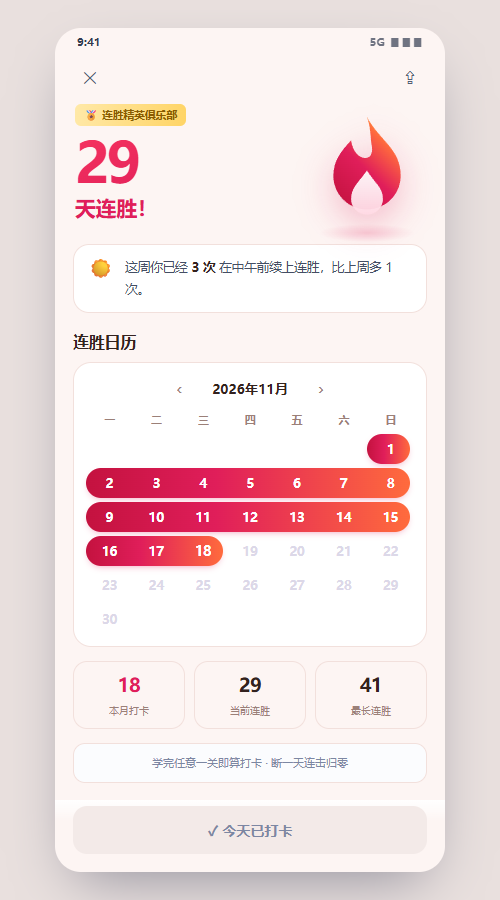 9:41
5G
连胜精英俱乐部
29
天连胜！
这周你已经 3 次 在中午前续上连胜，比上周多 1
次。
连胜日历
‹ 2026年11月 ›
一 二 三 四 五 六 日
1
2 3 4 5 6 7 8
9 10 11 12 13 14 15
16 17 18 19 20 21 22
23 24 25 26 27 28 29
30
18 29 41
本月打卡 当前连胜 最长连胜
学完任意一关即算打卡 · 断一天连击归零
✓ 今天已打卡